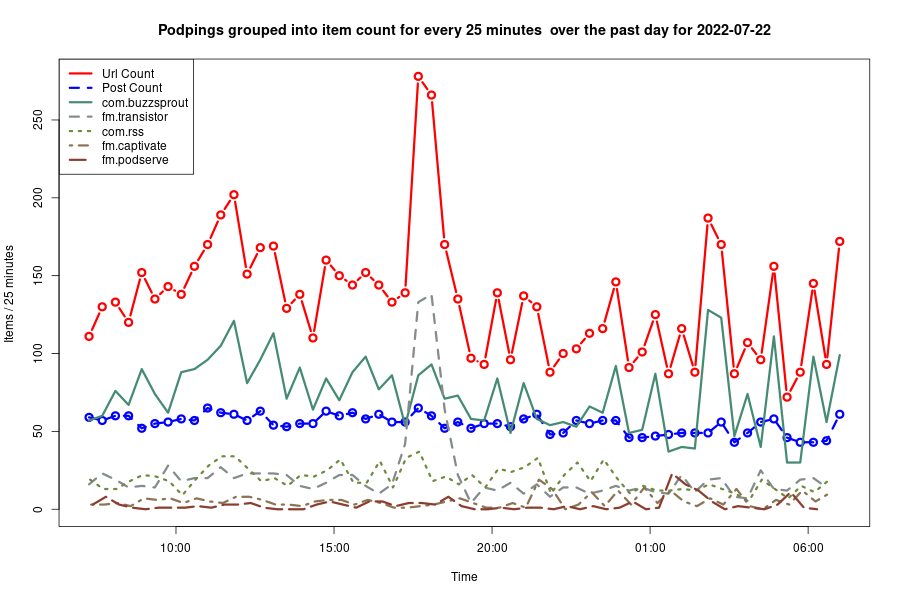 Podpings grouped into item count for every 25 minutes  over the past day for 2022-07-22
Url Count
Post Count
com.buzzsprout
fm.transistor
com.rss
fm.captivate
fm.podserve
Items / 25 minutes
250
200
150
100
50
0
10:00 15:00 20:00 01:00 06:00
Time